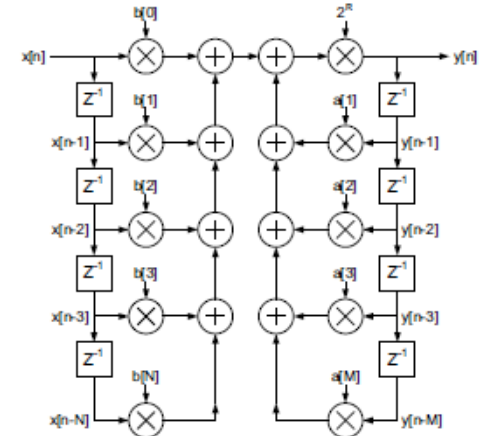 b[0] 2^R
x[n] y[n]
Z^-1 b[1] a[1] Z^-1
x[n-1] y[n-1]
Z^-1 b[2] a[2] Z^-1
x[n-2] y[n-2]
Z^-1 b[3] a[3] Z^-1
x[n-3] y[n-3]
Z^-1 Z^-1
b[N] a[M]
x[n-N] y[n-M]